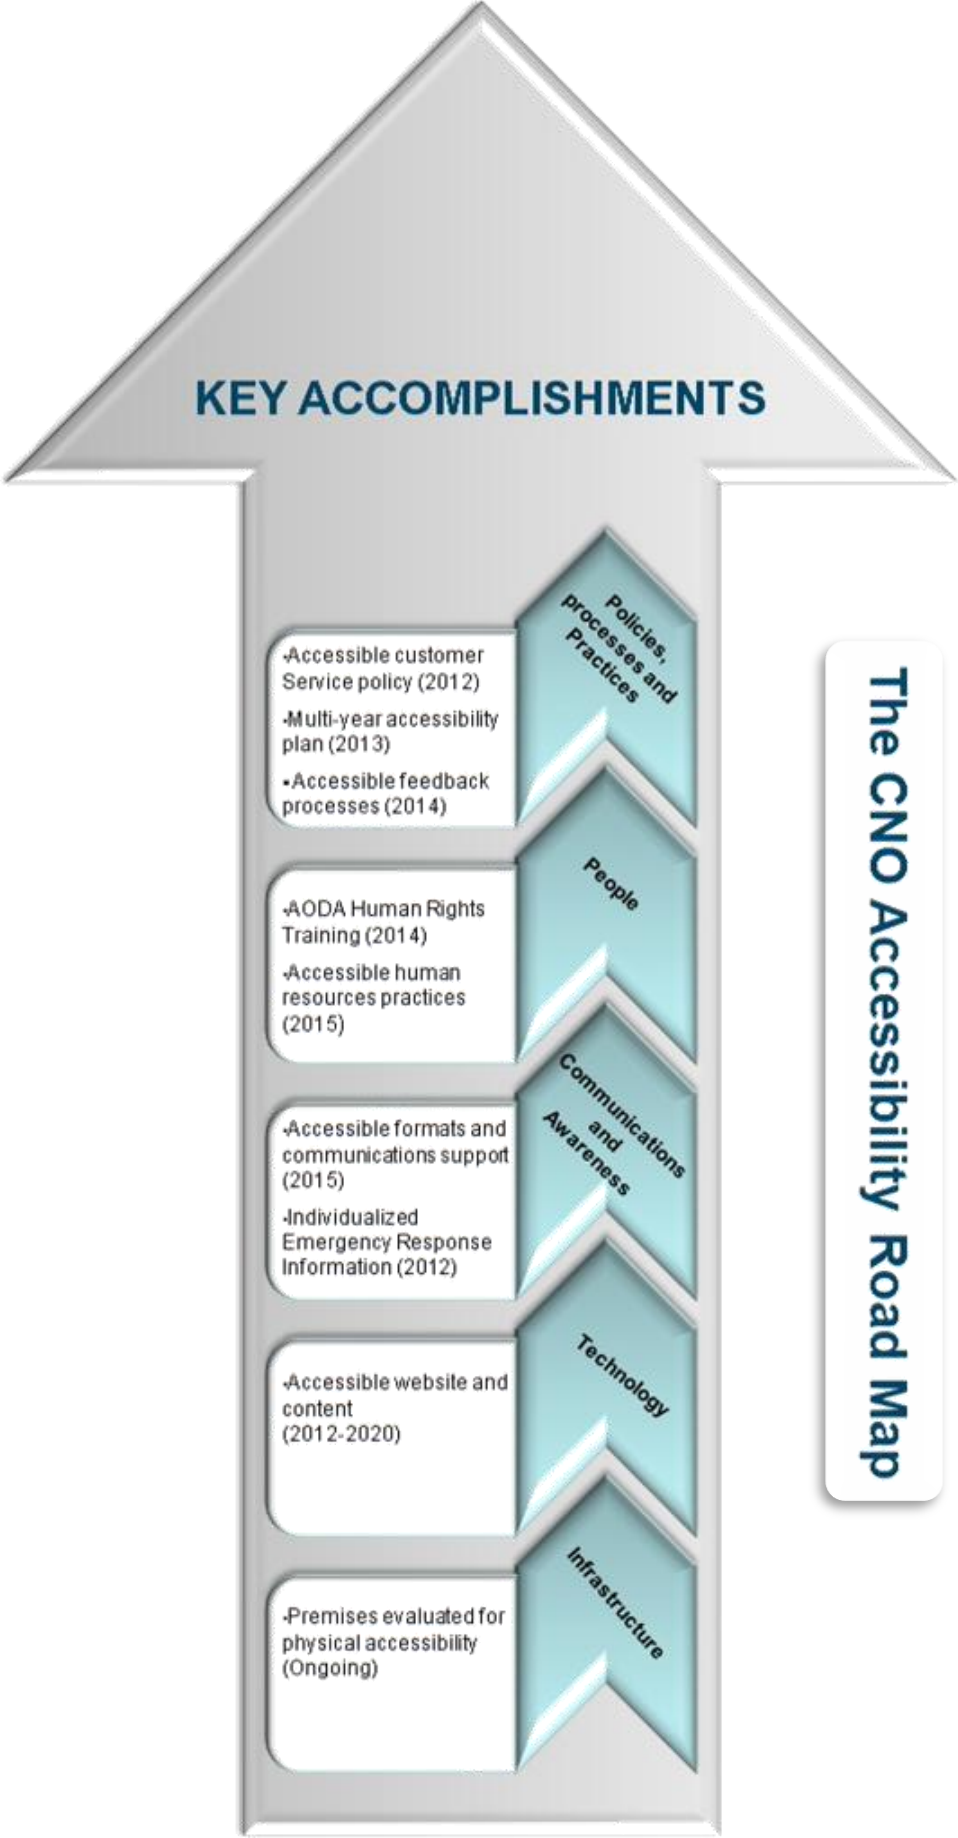 KEY ACCOMPLISHMENTS
Policies,
processes and
Practices
·Accessible customer
Service policy (2012)
·Multi-year accessibility
plan (2013)
▪Accessible feedback
processes (2014)
People
·AODA Human Rights
Training (2014)
·Accessible human
resources practices
(2015)
Communications
and
Awareness
·Accessible formats and
communications support
(2015)
·Individualized
Emergency Response
Information (2012)
Technology
·Accessible website and
content
(2012-2020)
Infrastructure
·Premises evaluated for
physical accessibility
(Ongoing)
The CNO Accessibility Road Map